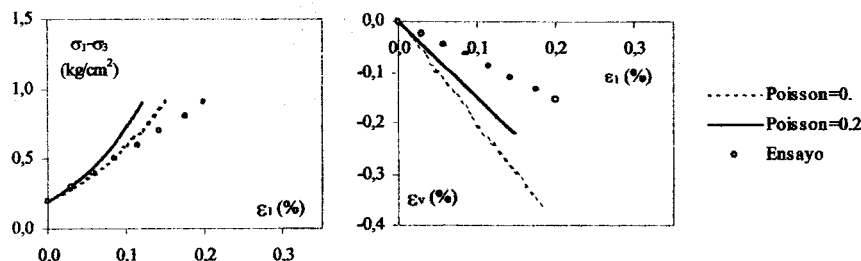 1,5
σ1-σ3
(kg/cm²)
1,0
0,5
0,0
ε1 (%)
0,0 0,1 0,2 0,3
0,0
0,0 0,1 0,2 0,3
ε1 (%)
-0,1
-0,2
-0,3
εv (%)
-0,4
Poisson=0.
Poisson=0.2
Ensayo